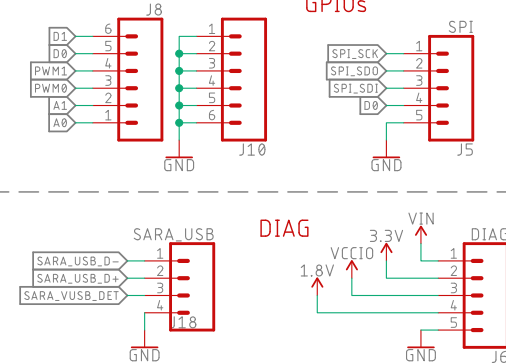 GPIUs
J8
D1 6
D0 5
PWM1 4
PWM0 3
A1 2
A0 1
1
2
3
4
5
6
J10
GND
SPI
SPI_SCK 1
SPI_SDO 2
SPI_SDI 3
D0 4
5
J5
GND
SARA_USB
SARA_USB_D- 1
SARA_USB_D+ 2
SARA_VUSB_DET 3
4
J18
GND
DIAG
VIN
3.3V
VCCIO
1.8V
DIAG
1
2
3
4
5
J6
GND